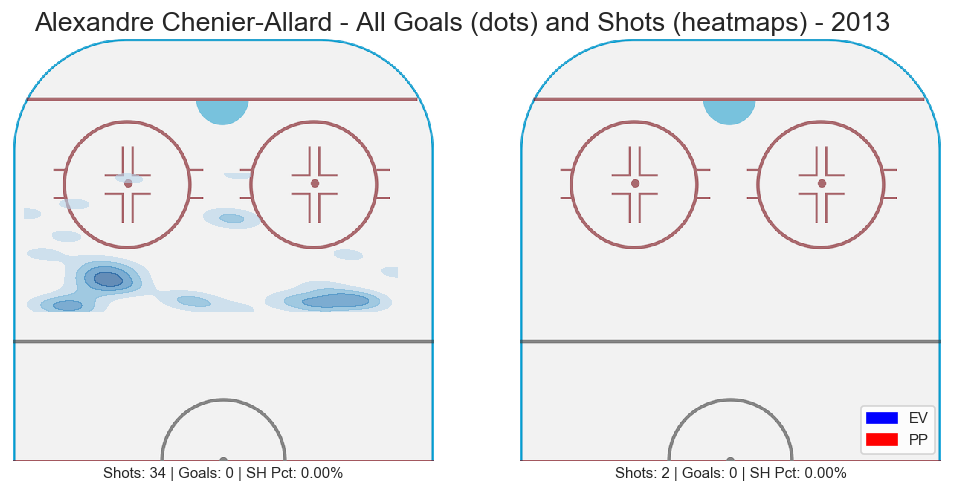 Alexandre Chenier-Allard - All Goals (dots) and Shots (heatmaps) - 2013
EV
PP
Shots: 34 | Goals: 0 | SH Pct: 0.00%
Shots: 2 | Goals: 0 | SH Pct: 0.00%